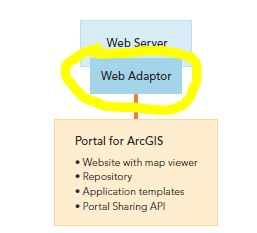 Web Server
Web Adaptor
Portal for ArcGIS
• Website with map viewer
• Repository
• Application templates
• Portal Sharing API